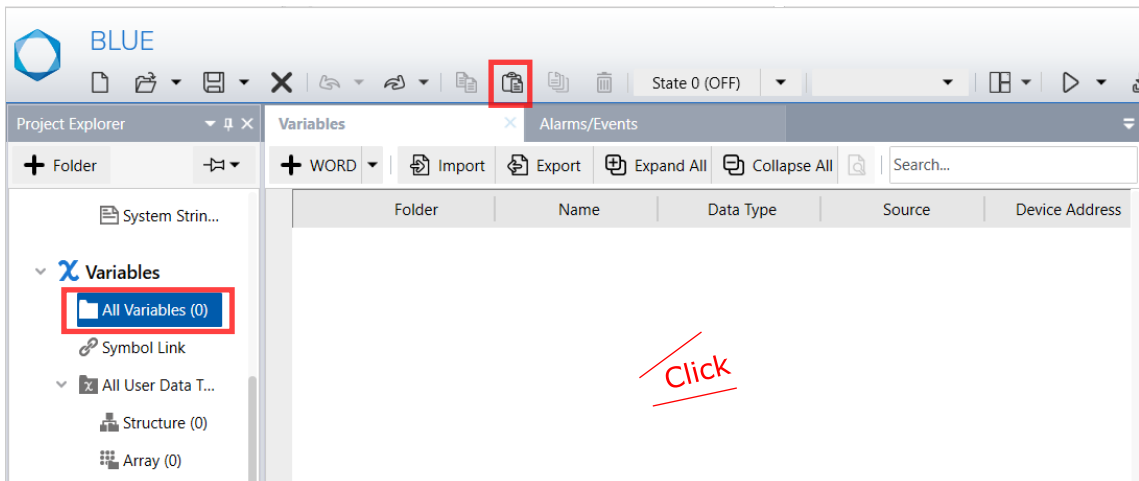 BLUE
State 0 (OFF)
Project Explorer
Variables
Alarms/Events
Folder
WORD
Import
Export
Expand All
Collapse All
Search...
System Strin...
Folder
Name
Data Type
Source
Device Address
Variables
All Variables (0)
Symbol Link
All User Data T...
Structure (0)
Array (0)
Click